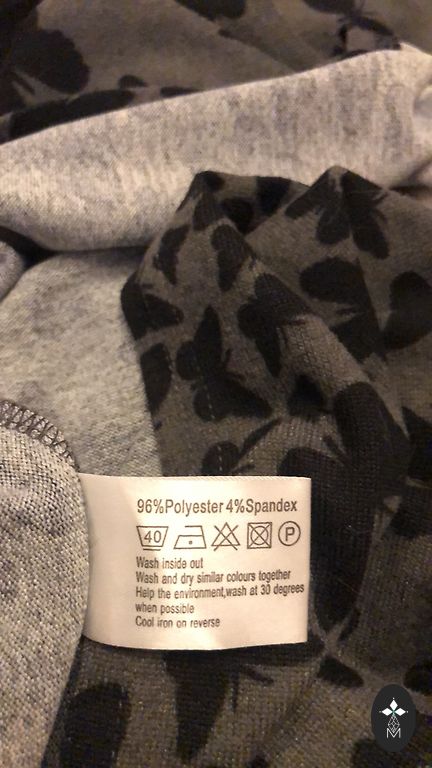 96%Polyester 4%Spandex
40 P
Wash inside out
Wash and dry similar colours together
Help the environment,wash at 30 degrees
when possible
Cool iron on reverse
M